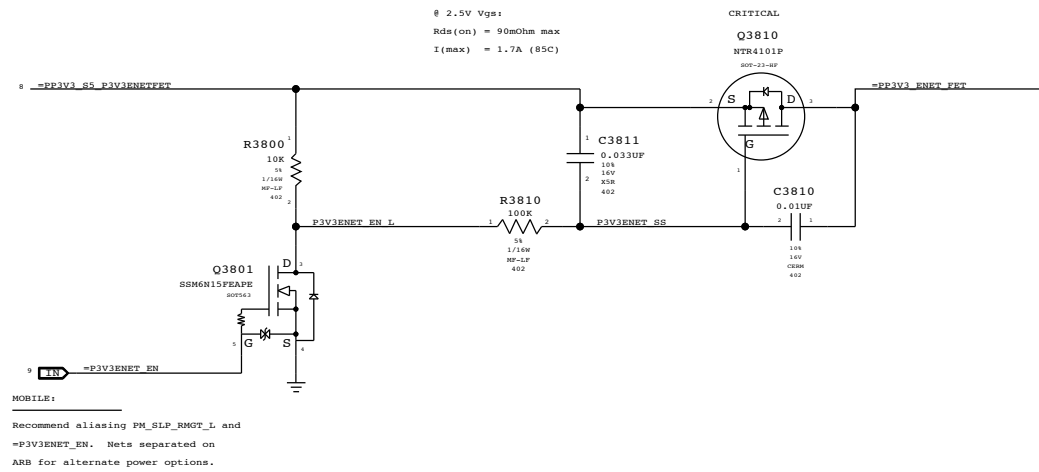 @ 2.5V Vgs:
Rds(on) = 90mOhm max
I(max) = 1.7A (85C)
CRITICAL
Q3810
NTR4101P
SOT-23-HF
8
=PP3V3_S5_P3V3ENETFET
2
S
D
3
=PP3V3_ENET_FET
G
1
R3800
1
10K
5%
1/16W
MF-LF
402
2
1
C3811
0.033UF
10%
16V
X5R
402
2
P3V3ENET_EN_L
R3810
1
100K
2
5%
1/16W
MF-LF
402
P3V3ENET_SS
C3810
0.01UF
2
1
10%
16V
CERM
402
Q3801
SSM6N15FEAPE
SOT563
D
3
5
G
S
4
9
IN
=P3V3ENET_EN
MOBILE:
Recommend aliasing PM_SLP_RMGT_L and
=P3V3ENET_EN. Nets separated on
ARB for alternate power options.